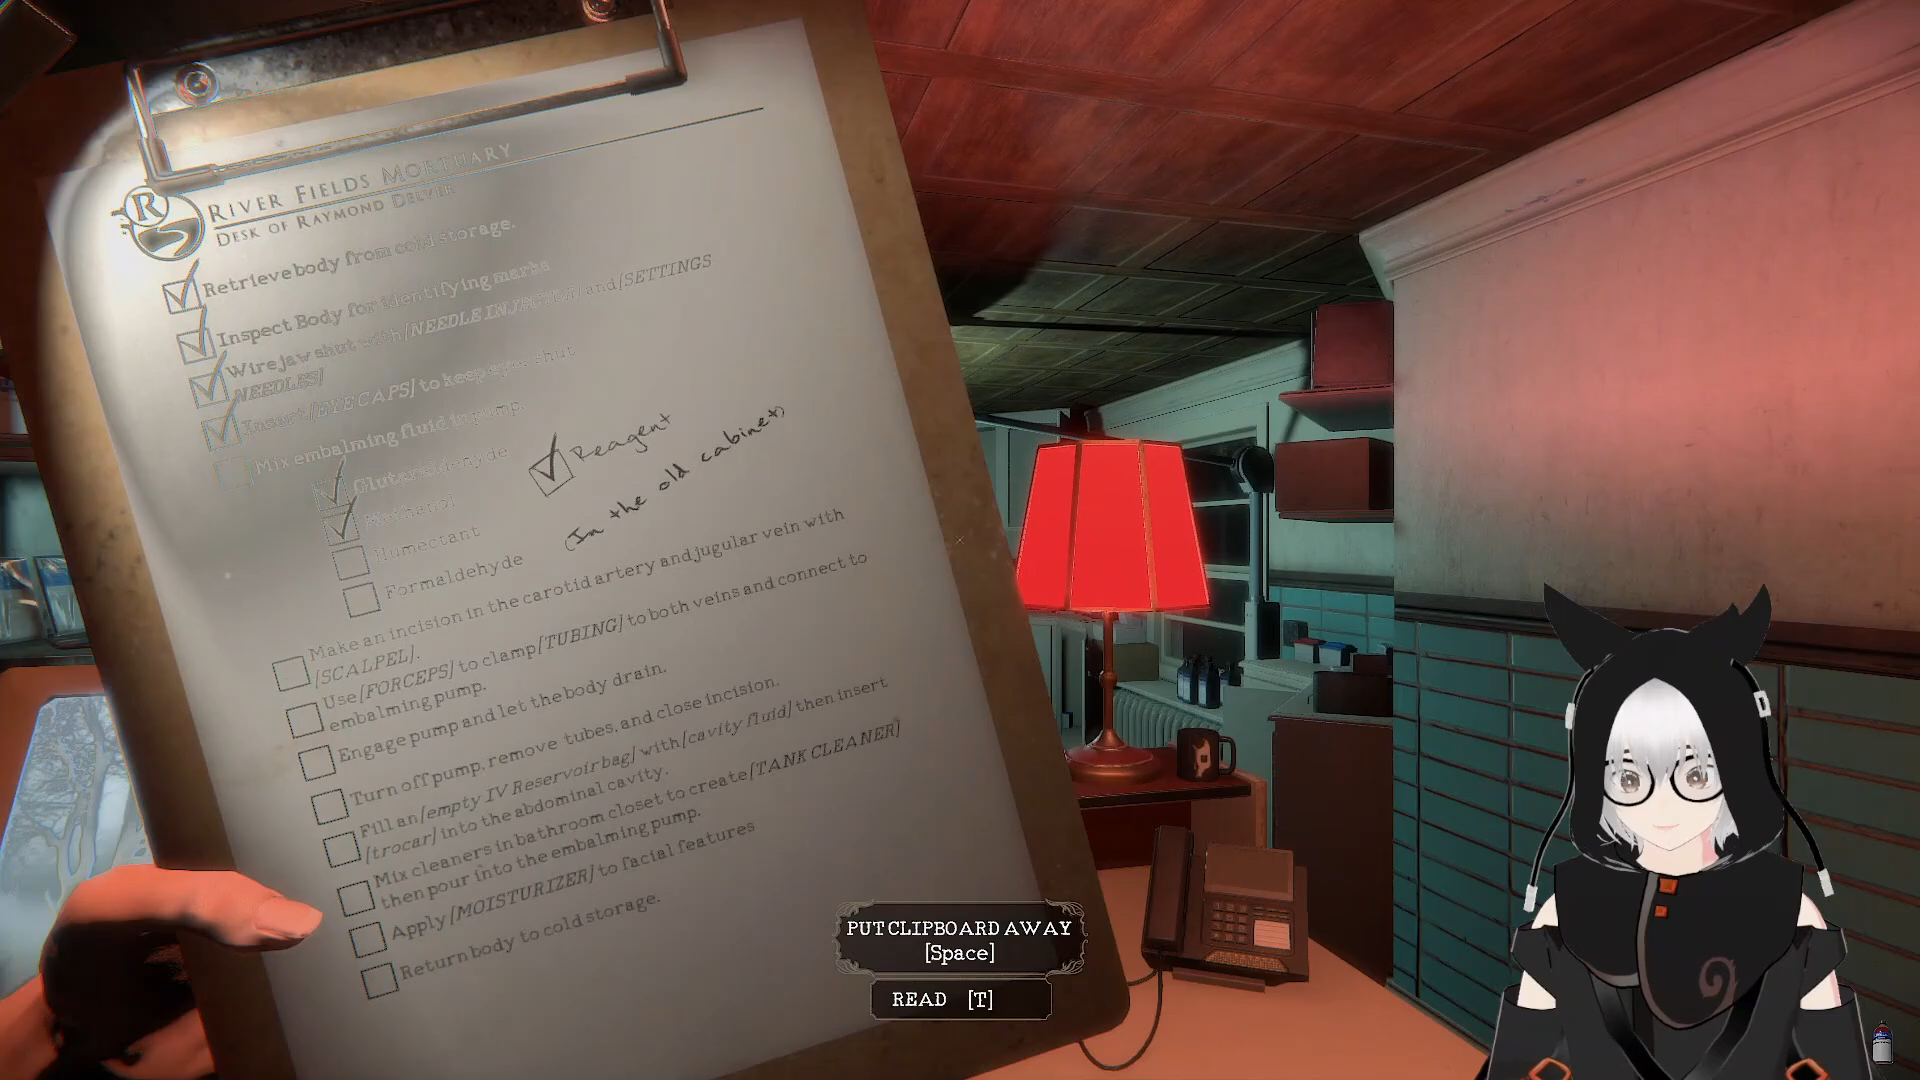 RIVER FIELDS MORTUARY
DESK OF RAYMOND DELVER
Retrieve body from cold storage.
Inspect Body for identifying marks
Wire jaw shut with [NEEDLE INJECTOR] and [SETTINGS
NEEDLES]
Insert [EYE CAPS] to keep eyes shut
Mix embalming fluid in pump.
Glutaraldehyde
Methanol
Humectant
Formaldehyde
Reagent
(In the old cabinet)
Make an incision in the carotid artery and jugular vein with
[SCALPEL].
Use [FORCEPS] to clamp [TUBING] to both veins and connect to
embalming pump.
Engage pump and let the body drain.
Turn off pump, remove tubes, and close incision.
Fill an [empty IV Reservoir bag] with [cavity fluid] then insert
[trocar] into the abdominal cavity.
Mix cleaners in bathroom closet to create [TANK CLEANER]
then pour into the embalming pump.
Apply [MOISTURIZER] to facial features
Return body to cold storage.
PUT CLIPBOARD AWAY
[Space]
READ [T]